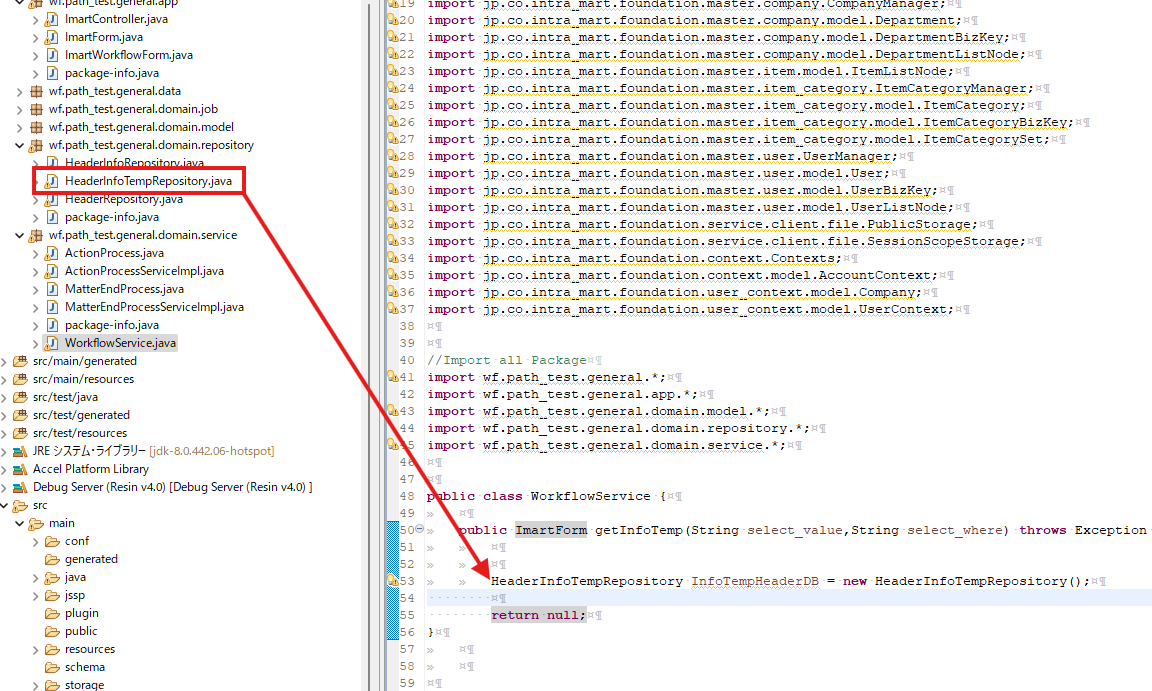 wf.path_test.general.app
ImartController.java
ImartForm.java
ImartWorkflowForm.java
package-info.java
wf.path_test.general.data
wf.path_test.general.domain.job
wf.path_test.general.domain.model
wf.path_test.general.domain.repository
HeaderInfoRepository.java
HeaderInfoTempRepository.java
HeaderRepository.java
package-info.java
wf.path_test.general.domain.service
ActionProcess.java
ActionProcessServiceImpl.java
MatterEndProcess.java
MatterEndProcessServiceImpl.java
package-info.java
WorkflowService.java
src/main/generated
src/main/resources
src/test/java
src/test/generated
src/test/resources
JRE システム・ライブラリー [jdk-8.0.442.06-hotspot]
Accel Platform Library
Debug Server (Resin v4.0) [Debug Server (Resin v4.0) ]
src
main
conf
generated
java
jssp
plugin
public
resources
schema
storage
19 import jp.co.intra_mart.foundation.master.company.CompanyManager;
20 import jp.co.intra_mart.foundation.master.company.model.Department;
21 import jp.co.intra_mart.foundation.master.company.model.DepartmentBizKey;
22 import jp.co.intra_mart.foundation.master.company.model.DepartmentListNode;
23 import jp.co.intra_mart.foundation.master.item.model.ItemListNode;
24 import jp.co.intra_mart.foundation.master.item_category.ItemCategoryManager;
25 import jp.co.intra_mart.foundation.master.item_category.model.ItemCategory;
26 import jp.co.intra_mart.foundation.master.item_category.model.ItemCategoryBizKey;
27 import jp.co.intra_mart.foundation.master.item_category.model.ItemCategorySet;
28 import jp.co.intra_mart.foundation.master.user.UserManager;
29 import jp.co.intra_mart.foundation.master.user.model.User;
30 import jp.co.intra_mart.foundation.master.user.model.UserBizKey;
31 import jp.co.intra_mart.foundation.master.user.model.UserListNode;
32 import jp.co.intra_mart.foundation.service.client.file.PublicStorage;
33 import jp.co.intra_mart.foundation.service.client.file.SessionScopeStorage;
34 import jp.co.intra_mart.foundation.context.Contexts;
35 import jp.co.intra_mart.foundation.context.model.AccountContext;
36 import jp.co.intra_mart.foundation.user_context.model.Company;
37 import jp.co.intra_mart.foundation.user_context.model.UserContext;
38
39
40 //Import all Package
41 import wf.path_test.general.*;
42 import wf.path_test.general.app.*;
43 import wf.path_test.general.domain.model.*;
44 import wf.path_test.general.domain.repository.*;
45 import wf.path_test.general.domain.service.*;
46
47
48 public class WorkflowService {
49
50 public ImartForm getInfoTemp(String select_value,String select_where) throws Exception
51
52
53 HeaderInfoTempRepository InfoTempHeaderDB = new HeaderInfoTempRepository();
54
55 return null;
56 }
57
58
59